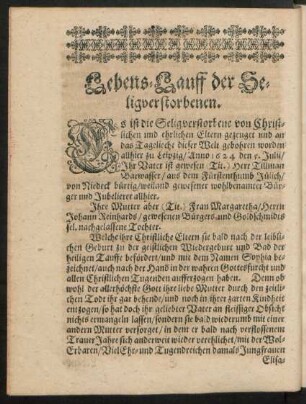 Lebens-Lauff der Se-
ligverstorbenen.
ES ist die Seligverstorbene von Christ-
lichen und ehrlichen Eltern gezeuget und an
das Tageliecht dieser Welt gebohren worden
allhier zu Leipzig / Anno 1624 den 7. Julii /
Ihr Vater ist gewesen Tit. Herr Tilman
Barwasser / aus dem Fürstenthumb Jülich /
von Niedeck bürtig / weiland gewesener wohlbenamter Bür-
ger und Jubelierer allhier.
Ihre Mutter aber Tit. Frau Margaretha / Herrn
Johann Reinhards / gewesenen Bürgers und Goldschmides
sel. nachgelassene Tochter.
Welche ihre Christliche Eltern sie bald nach der leibli-
chen Geburt zu der geistlichen Wiedergeburt und Bad der
heiligen Tauffe befördert / und mit dem Namen Sophia be-
zeichnet / auch nach der Hand in der wahren Gottesfurcht und
allen Christlichen Tugenden aufferzogen haben. Denn ob
wohl der allerhöchste Gott ihre liebe Mutter durch den zeitli-
chen Todt ihr gar behende / und noch in ihrer zarten Kindheit
entzogen / so hat doch ihr geliebter Vater an fleissiger Obsicht
nichts ermangeln lassen / sondern sie bald wiederumb mit einer
andern Mutter versorget / in dem er bald nach verflossenem
Trauer Jahre sich anderweit wieder verehlichet / mit der Wol-
Erbaren / Viel Ehr- und Tugendreichen damals Jungfrauen
Elisa-